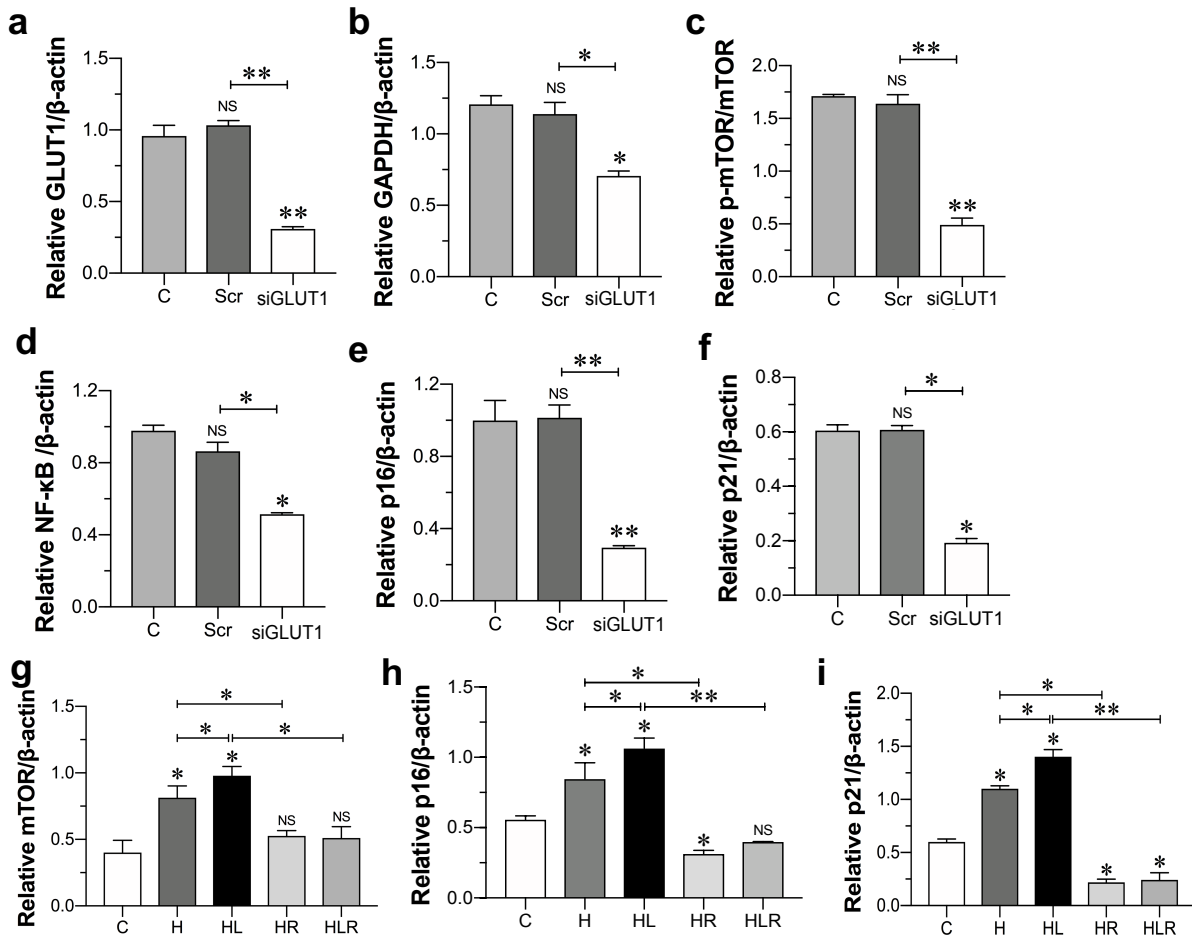 a
Relative GLUT1/β-actin
1.5
1.0
0.5
0.0
**
NS
**
C Scr siGLUT1
b
Relative GAPDH/β-actin
1.5
1.0
0.5
0.0
*
NS
*
C Scr siGLUT1
c
Relative p-mTOR/mTOR
2.0
1.5
1.0
0.5
0.0
**
NS
**
C Scr siGLUT1
d
Relative NF-κB /β-actin
1.2
0.8
0.4
0.0
*
NS
*
C Scr siGLUT1
e
Relative p16/β-actin
1.2
0.8
0.4
0.0
**
NS
**
C Scr siGLUT1
f
Relative p21/β-actin
0.8
0.6
0.4
0.2
0.0
*
NS
*
C Scr siGLUT1
g
Relative mTOR/β-actin
1.5
1.0
0.5
0.0
*
* *
* * NS NS
C H HL HR HLR
h
Relative p16/β-actin
1.5
1.0
0.5
0.0
*
* **
* * * NS
C H HL HR HLR
i
Relative p21/β-actin
2.0
1.5
1.0
0.5
0.0
*
* **
* * * *
C H HL HR HLR